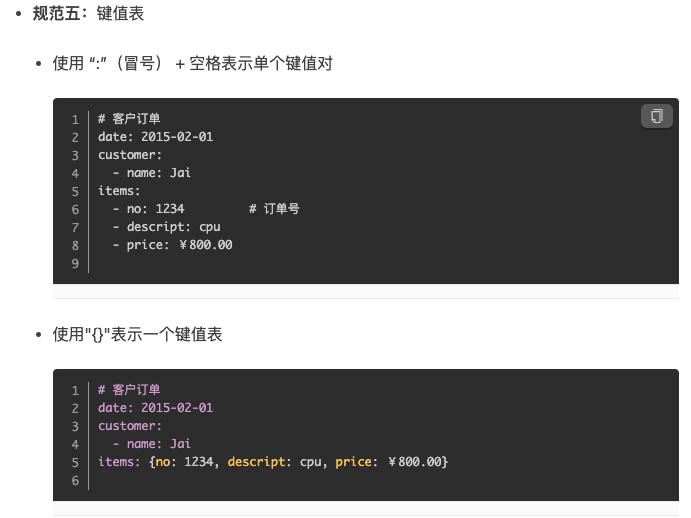 规范五：键值表
使用 “:”（冒号） + 空格表示单个键值对
1 # 客户订单
2 date: 2015-02-01
3 customer:
4   - name: Jai
5 items:
6   - no: 1234         # 订单号
7   - descript: cpu
8   - price: ￥800.00
9
使用"{}"表示一个键值表
1 # 客户订单
2 date: 2015-02-01
3 customer:
4   - name: Jai
5 items: {no: 1234, descript: cpu, price: ￥800.00}
6